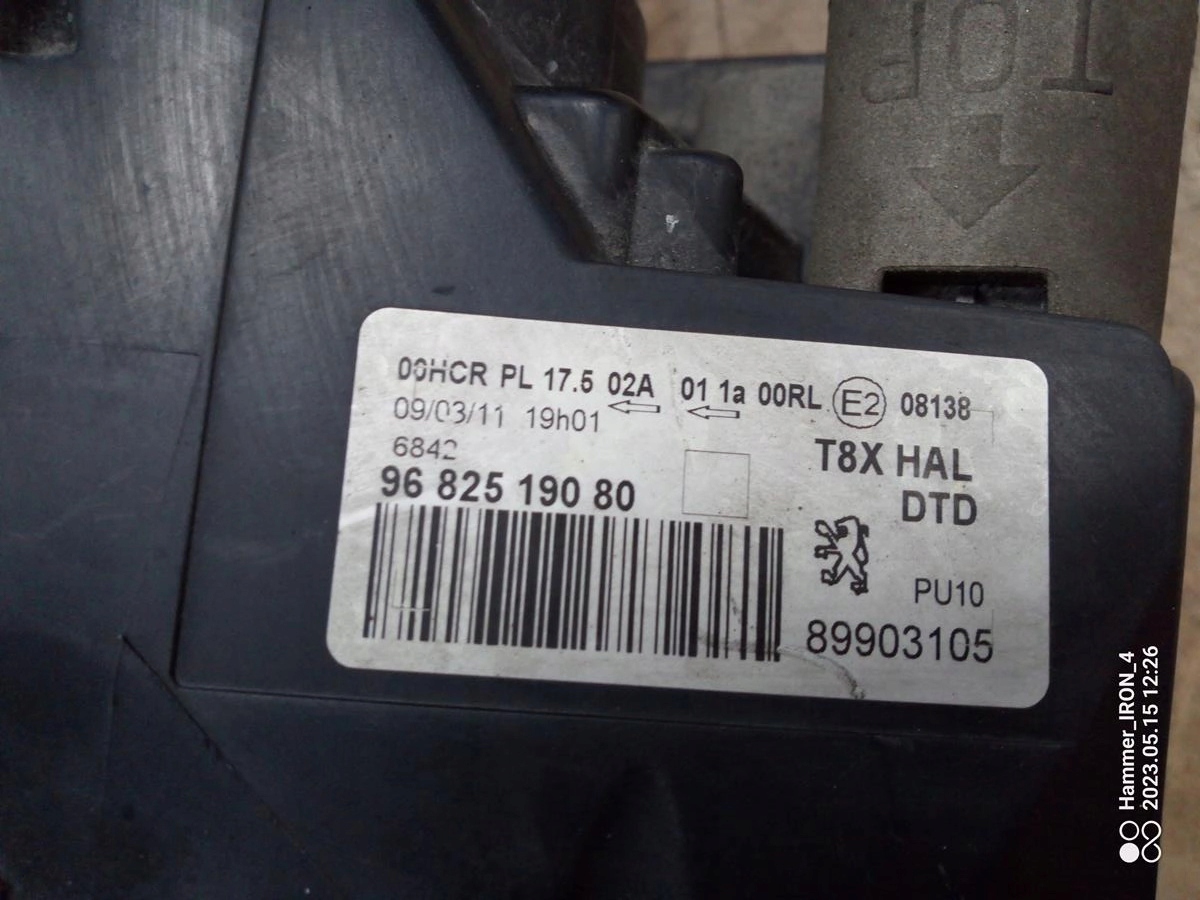 TOP
00HCR PL 17.5 02A 01 1a 00RL E2 08138
09/03/11 19h01
6842
T8X HAL
96 825 190 80
DTD
PU10
89903105
Hammer_IRON_4
2023.05.15 12:26